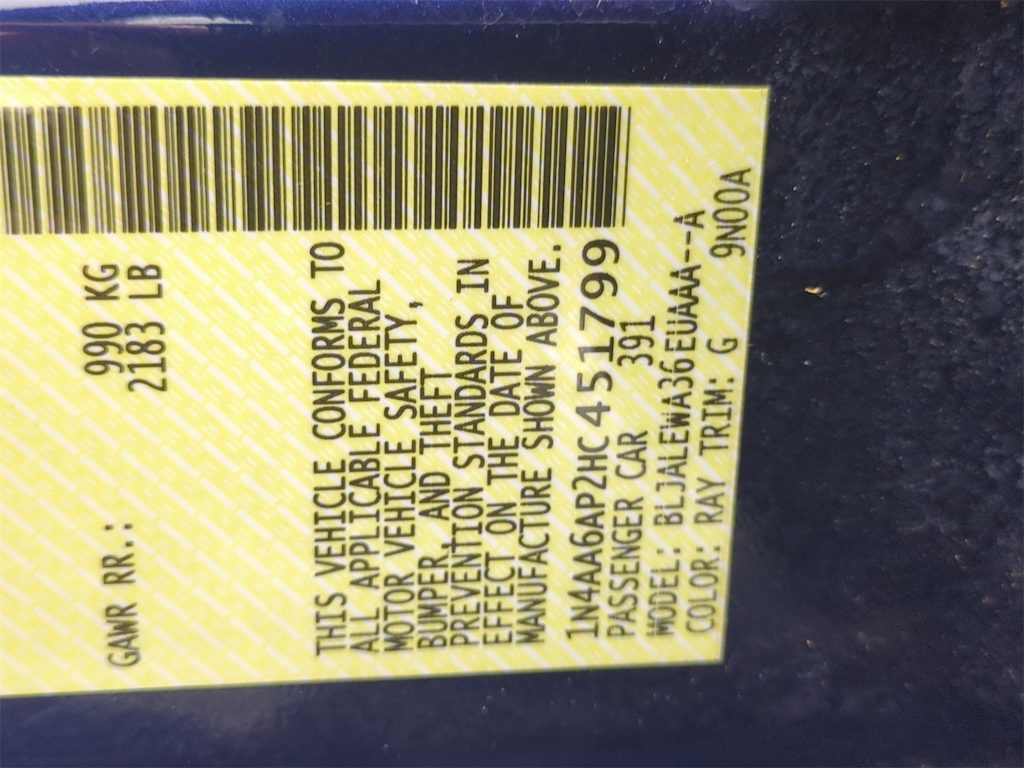 GAWR RR.: 990 KG
2183 LB
THIS VEHICLE CONFORMS TO
ALL APPLICABLE FEDERAL
MOTOR VEHICLE SAFETY,
BUMPER, AND THEFT
PREVENTION STANDARDS IN
EFFECT ON THE DATE OF
MANUFACTURE SHOWN ABOVE.
1N4AA6AP2HC451799
PASSENGER CAR 391
MODEL: BLJALEWA36EUAAAA--A
COLOR: RAY TRIM: G 9N00A